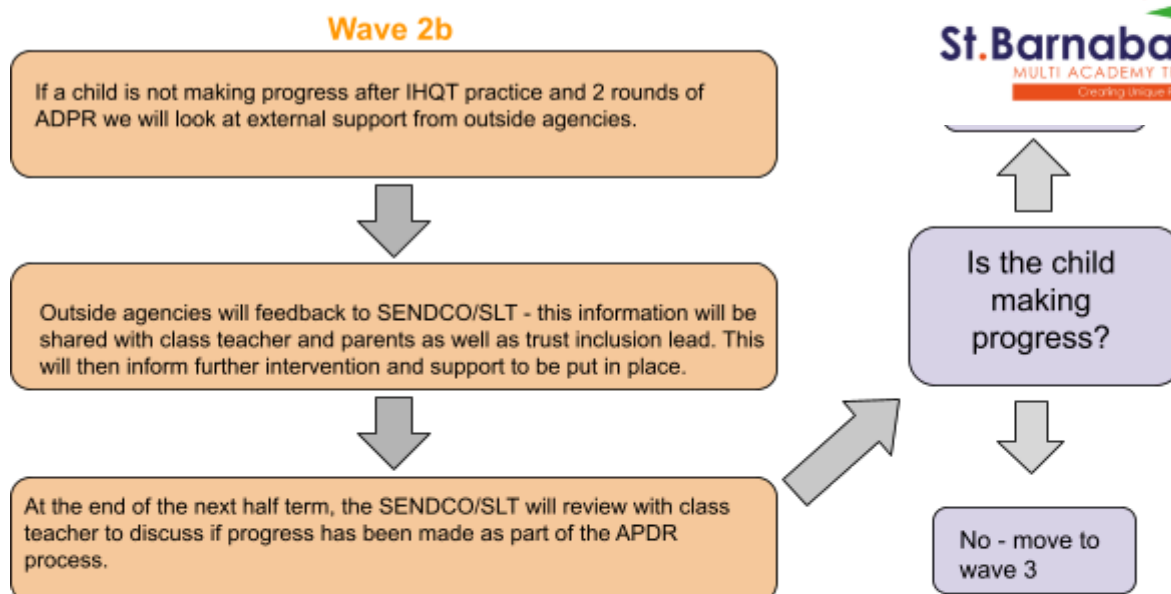 Wave 2b
St.Barnaba
MULTI ACADEMY T
Creating Unique
If a child is not making progress after IHQT practice and 2 rounds of
ADPR we will look at external support from outside agencies.
Outside agencies will feedback to SENDCO/SLT - this information will be
shared with class teacher and parents as well as trust inclusion lead. This
will then inform further intervention and support to be put in place.
At the end of the next half term, the SENDCO/SLT will review with class
teacher to discuss if progress has been made as part of the APDR
process.
Is the child
making
progress?
No - move to
wave 3